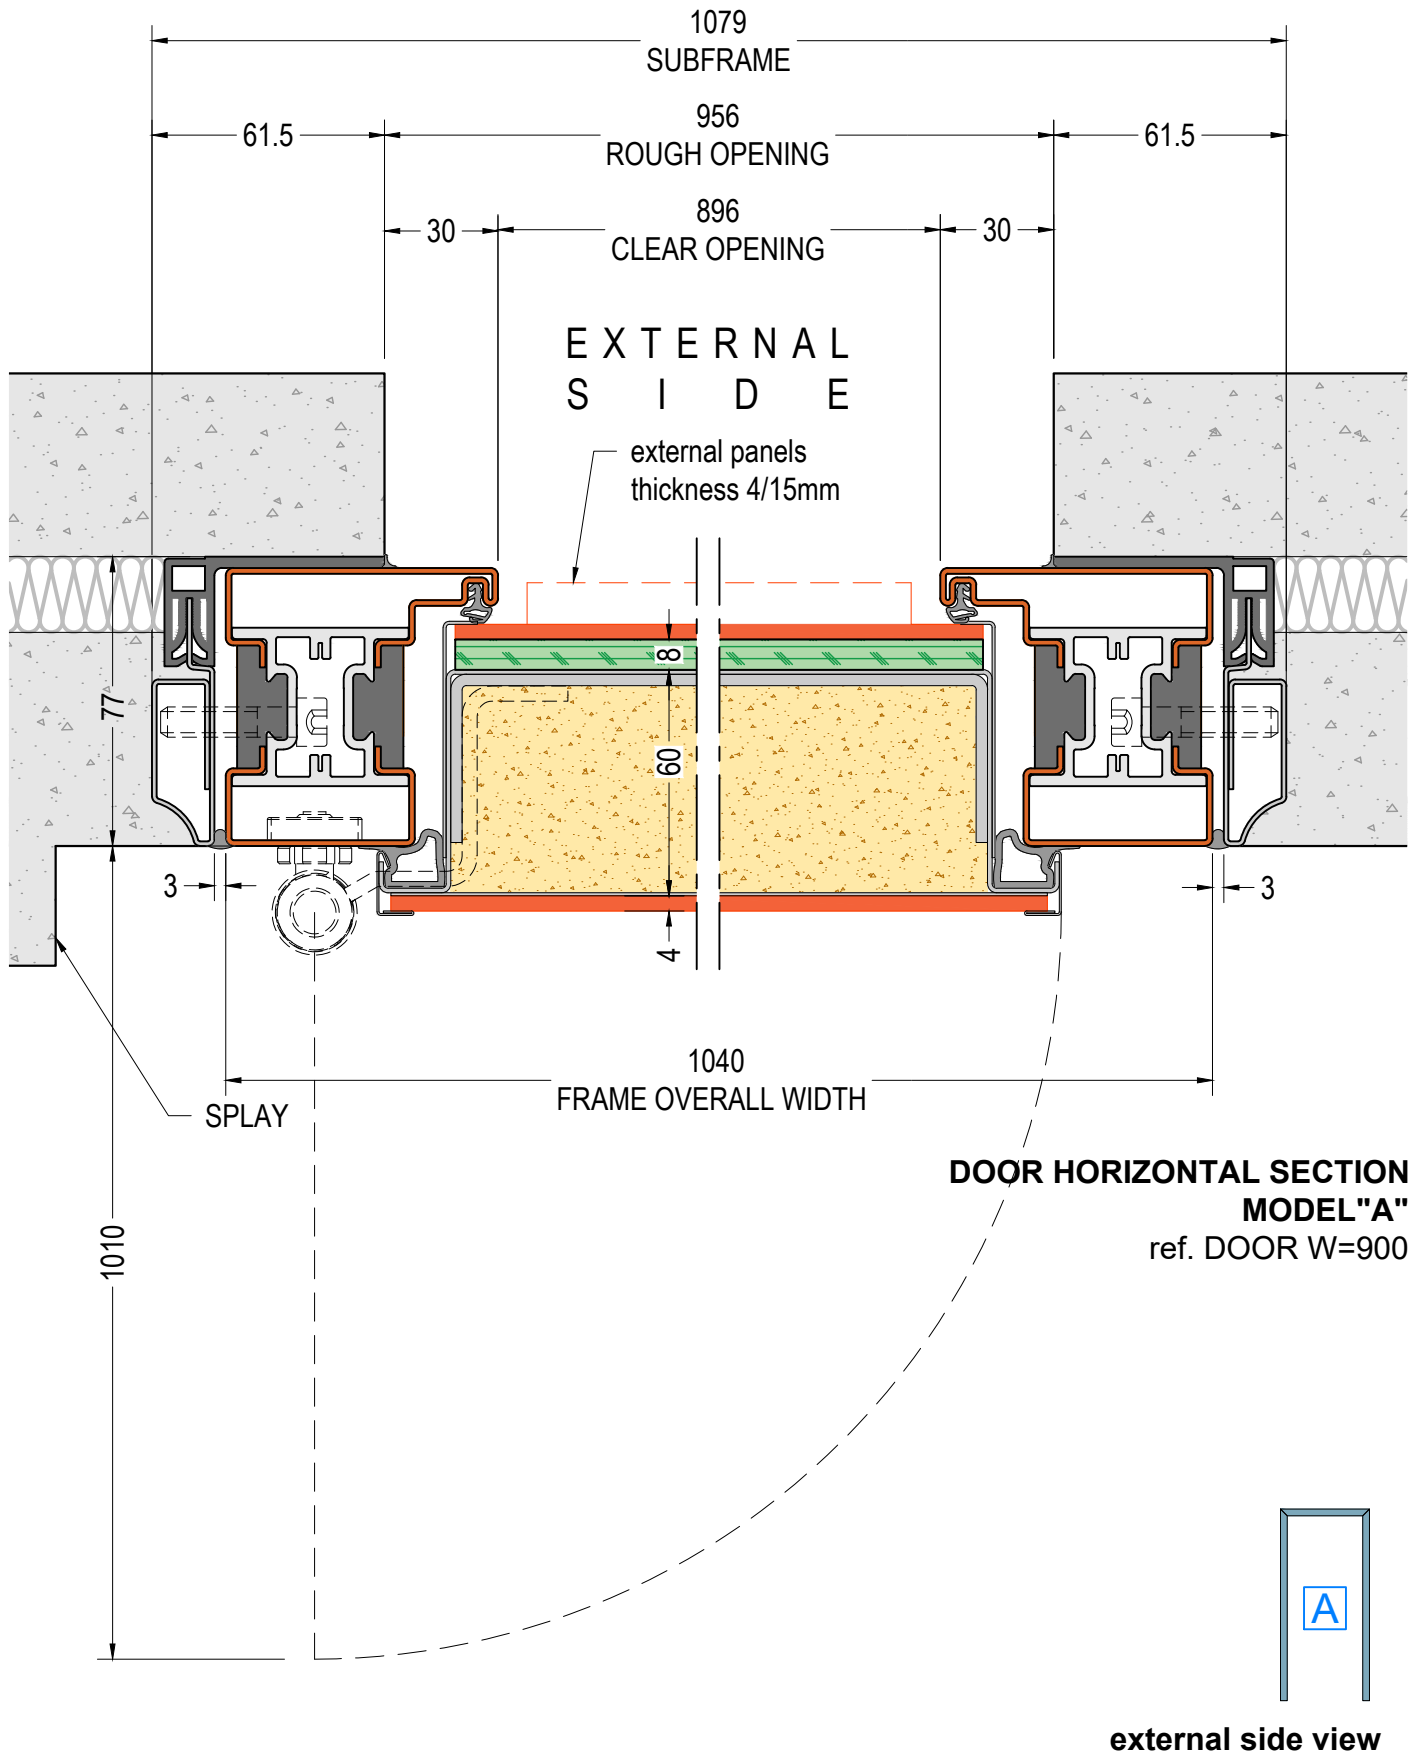 1079
SUBFRAME
61.5
956
ROUGH OPENING
61.5
30
896
CLEAR OPENING
30
EXTERNAL
SIDE
external panels
thickness 4/15mm
8
77
60
3
3
4
1040
FRAME OVERALL WIDTH
SPLAY
DOOR HORIZONTAL SECTION
MODEL"A"
ref. DOOR W=900
1010
A
external side view